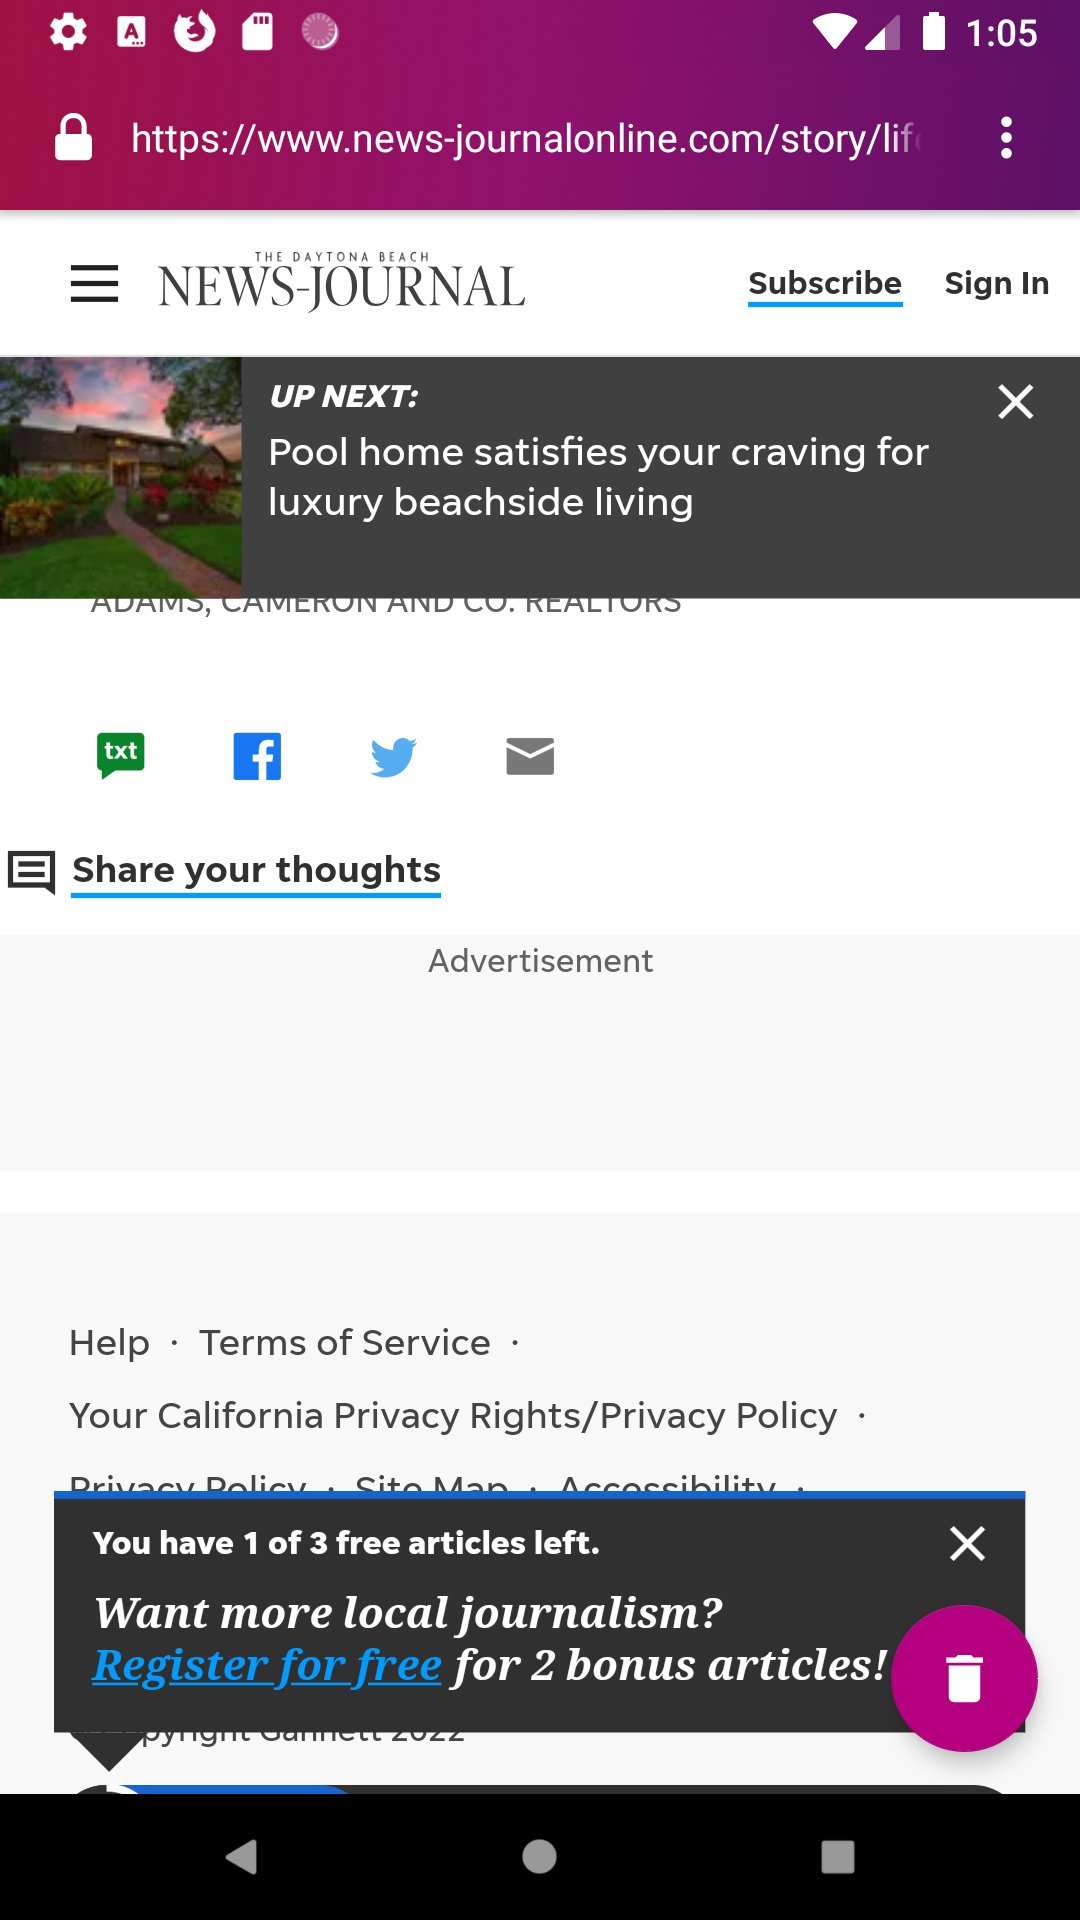 1:05
https://www.news-journalonline.com/story/life
THE DAYTONA BEACH
NEWS-JOURNAL
Subscribe
Sign In
UP NEXT:
Pool home satisfies your craving for
luxury beachside living
ADAMS, CAMERON AND CO. REALTORS
txt
Share your thoughts
Advertisement
Help · Terms of Service ·
Your California Privacy Rights/Privacy Policy ·
Privacy Policy · Site Map · Accessibility ·
You have 1 of 3 free articles left.
Want more local journalism?
Register for free for 2 bonus articles!
Copyright Gannett 2022